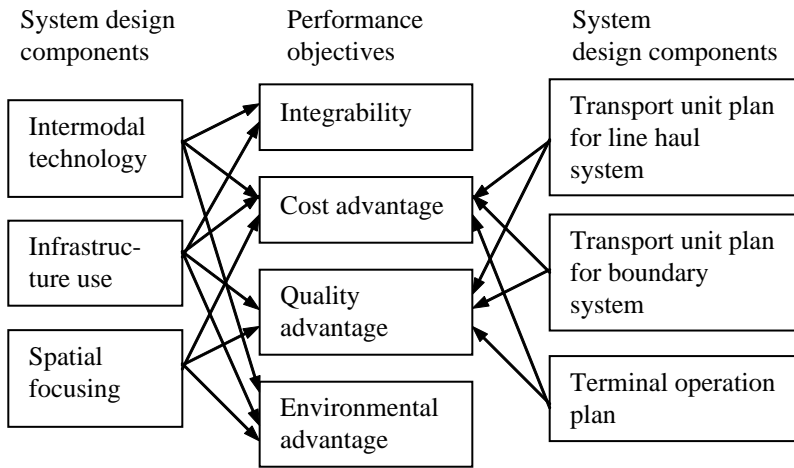 System design
components
Performance
objectives
System
design components
Intermodal
technology
Infrastruc-
ture use
Spatial
focusing
Integrability
Cost advantage
Quality
advantage
Environmental
advantage
Transport unit plan
for line haul
system
Transport unit plan
for boundary
system
Terminal operation
plan